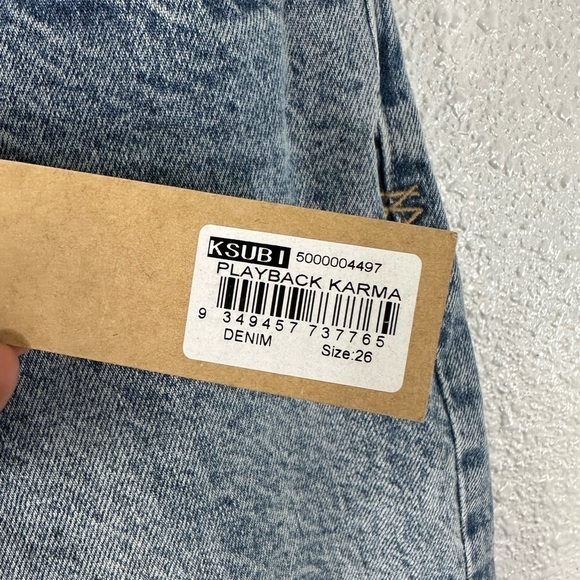 KSUBI 5000004497
PLAYBACK KARMA
9 349457 737765
DENIM Size:26